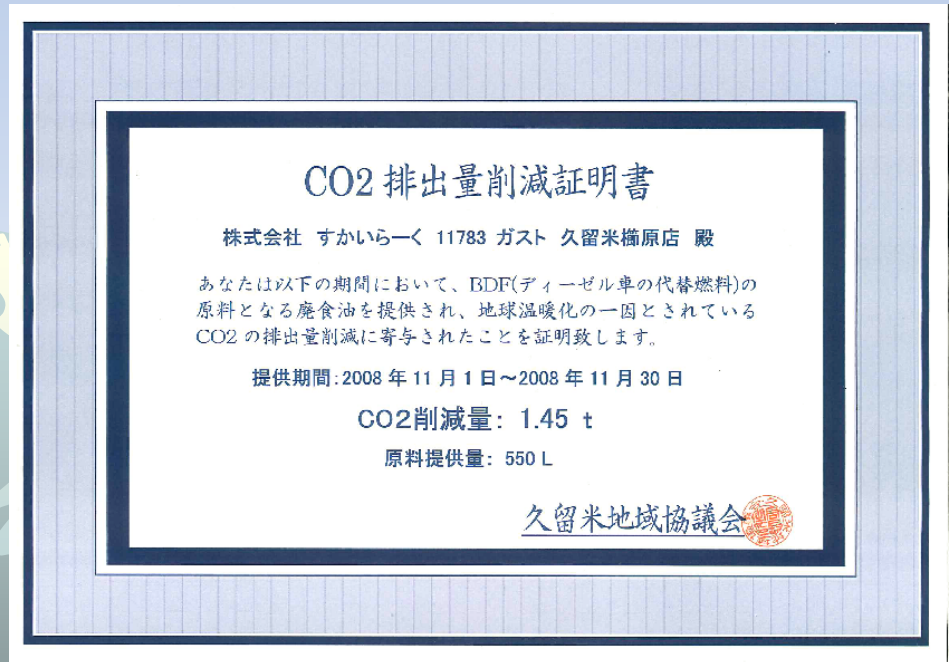 CO2 排出量削減証明書
株式会社 すかいらーく 11783 ガスト 久留米櫛原店 殿
あなたは以下の期間において、BDF(ディーゼル車の代替燃料)の
原料となる廃食油を提供され、地球温暖化の一因とされている
CO2 の排出量削減に寄与されたことを証明致します。
提供期間:2008 年 11 月 1 日～2008 年 11 月 30 日
CO2削減量: 1.45 t
原料提供量: 550 L
久留米地域協議会